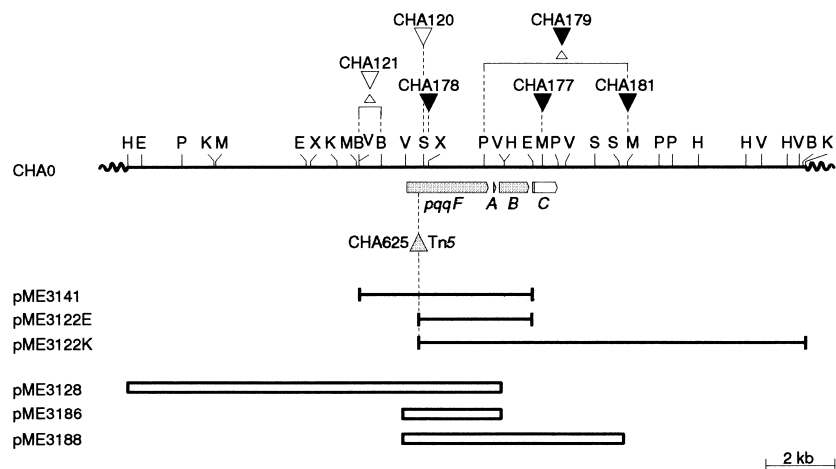 CHA120
CHA179
CHA121
CHA178
CHA177
CHA181
H E P K M E X K M B V B V S X P V H E M P V S S M P P H H V H V B K
CHA0
pqqF A B C
CHA625 Tn5
pME3141
pME3122E
pME3122K
pME3128
pME3186
pME3188
2 kb